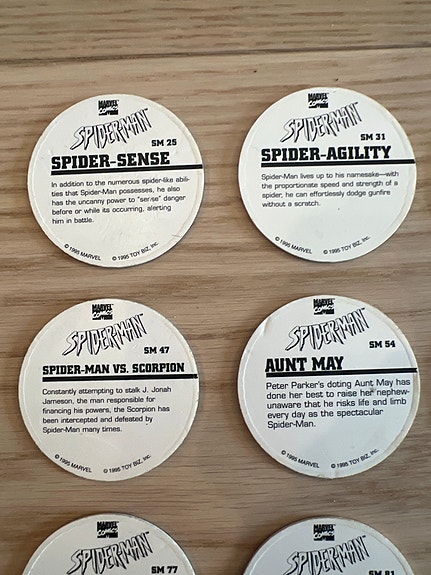 MARVEL
COMICS
SPIDER-MAN™
SM 25
SPIDER-SENSE
In addition to the numerous spider-like abili-
ties that Spider-Man possesses, he also
has the uncanny power to "sense" danger
before or while its occurring, alerting
him in battle.
© 1995 MARVEL © 1995 TOY BIZ, Inc.
MARVEL
COMICS
SPIDER-MAN™
SM 31
SPIDER-AGILITY
Spider-Man lives up to his namesake—with
the proportionate speed and strength of a
spider, he can effortlessly dodge gunfire
without a scratch.
© 1995 MARVEL © 1995 TOY BIZ, Inc.
MARVEL
COMICS
SPIDER-MAN™
SM 47
SPIDER-MAN VS. SCORPION
Constantly attempting to stalk J. Jonah
Jameson, the man responsible for
financing his powers, the Scorpion has
been intercepted and defeated by
Spider-Man many times.
© 1995 MARVEL © 1995 TOY BIZ, Inc.
MARVEL
COMICS
SPIDER-MAN™
SM 54
AUNT MAY
Peter Parker's doting Aunt May has
done her best to raise her nephew-
unaware that he risks life and limb
every day as the spectacular
Spider-Man.
© 1995 MARVEL © 1995 TOY BIZ, Inc.
MARVEL
COMICS
SPIDER-MAN™
SM 77
MARVEL
COMICS
SPIDER-MAN™
SM 81